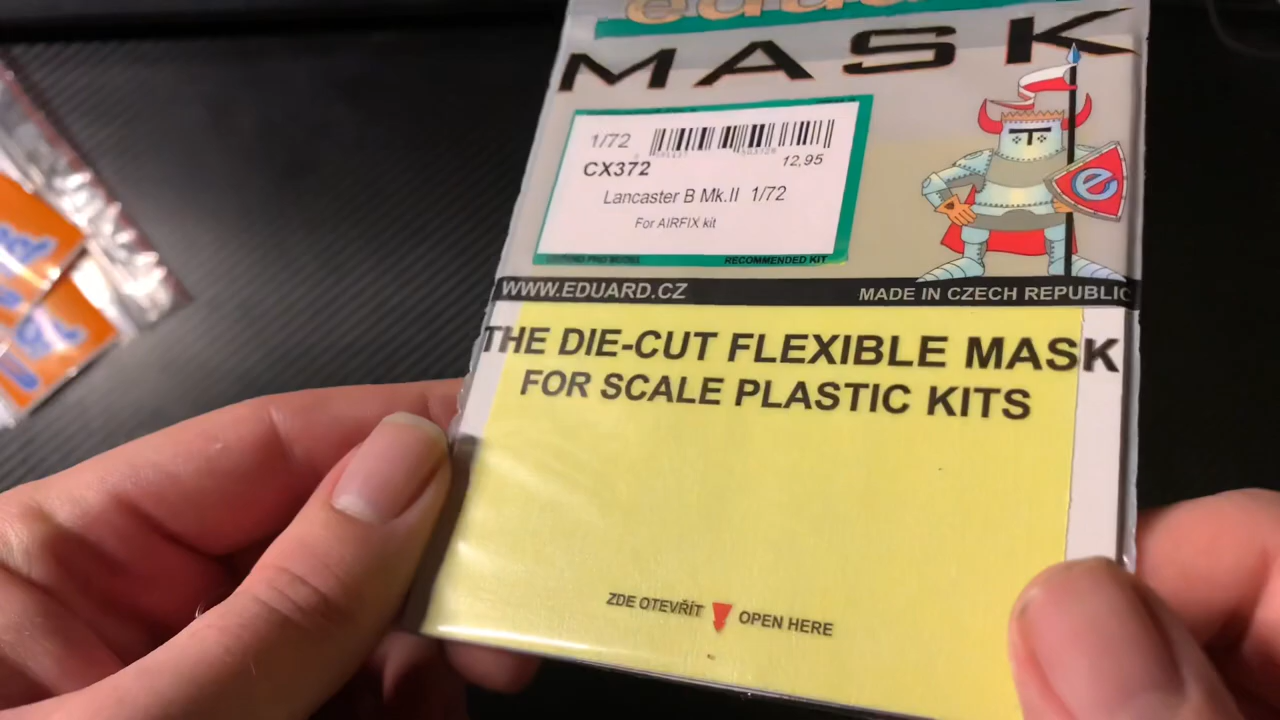 eduard
MASK
1/72
CX372
12,95
Lancaster B Mk.II 1/72
For AIRFIX kit
RECOMMENDED KIT
WWW.EDUARD.CZ
MADE IN CZECH REPUBLIC
e
THE DIE-CUT FLEXIBLE MASK
FOR SCALE PLASTIC KITS
ZDE OTEVŘÍT OPEN HERE